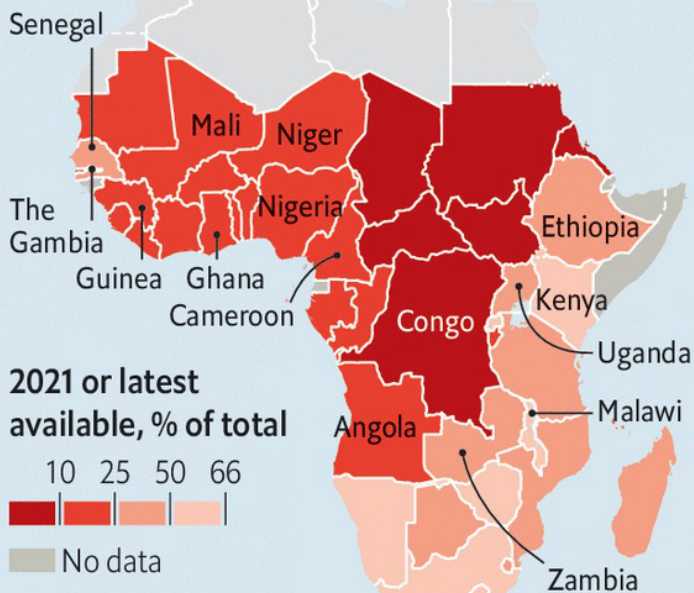 Senegal
Mali
Niger
Nigeria
The
Gambia
Guinea
Ghana
Cameroon
Ethiopia
Kenya
Congo
Uganda
2021 or latest
available, % of total
Angola
Malawi
10 25 50 66
No data
Zambia